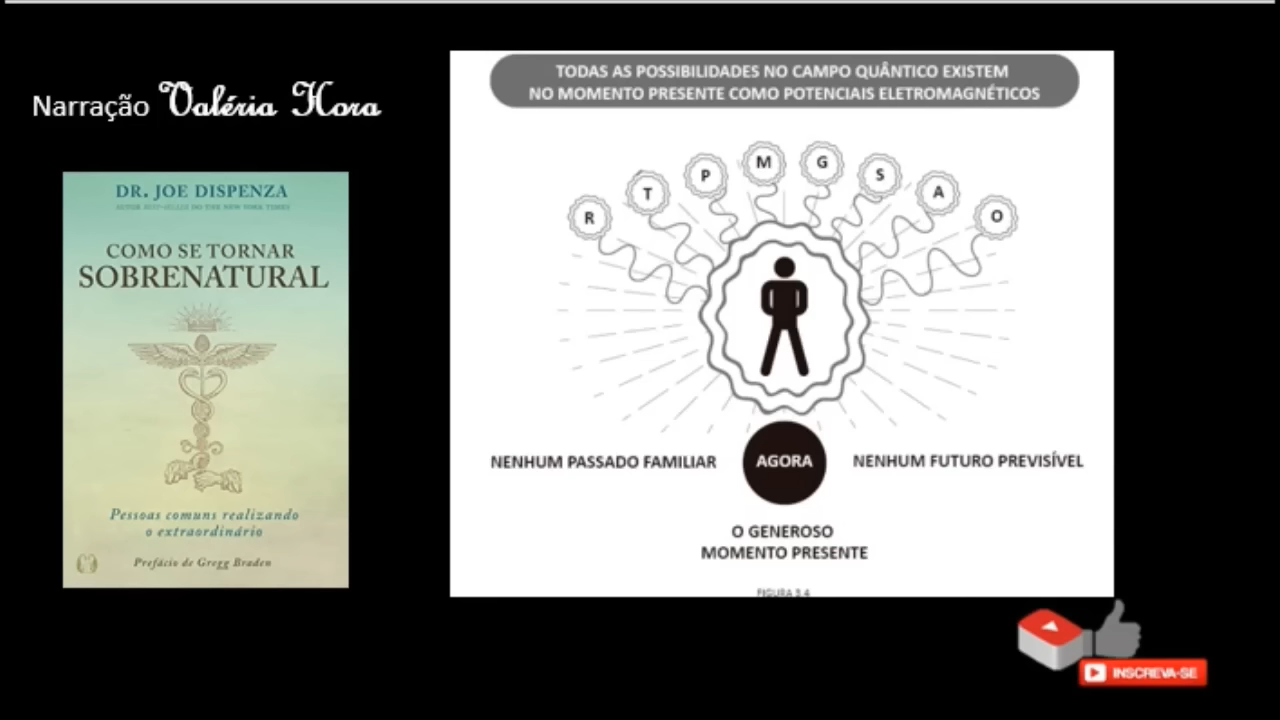 Narração Valéria Hora
DR. JOE DISPENZA
AUTOR BEST-SELLER DO THE NEW YORK TIMES
COMO SE TORNAR
SOBRENATURAL
Pessoas comuns realizando
o extraordinário
Prefácio de Gregg Braden
TODAS AS POSSIBILIDADES NO CAMPO QUÂNTICO EXISTEM
NO MOMENTO PRESENTE COMO POTENCIAIS ELETROMAGNÉTICOS
R T P M G S A O
NENHUM PASSADO FAMILIAR AGORA NENHUM FUTURO PREVISÍVEL
O GENEROSO
MOMENTO PRESENTE
FIGURA 3.4
INSCREVA-SE